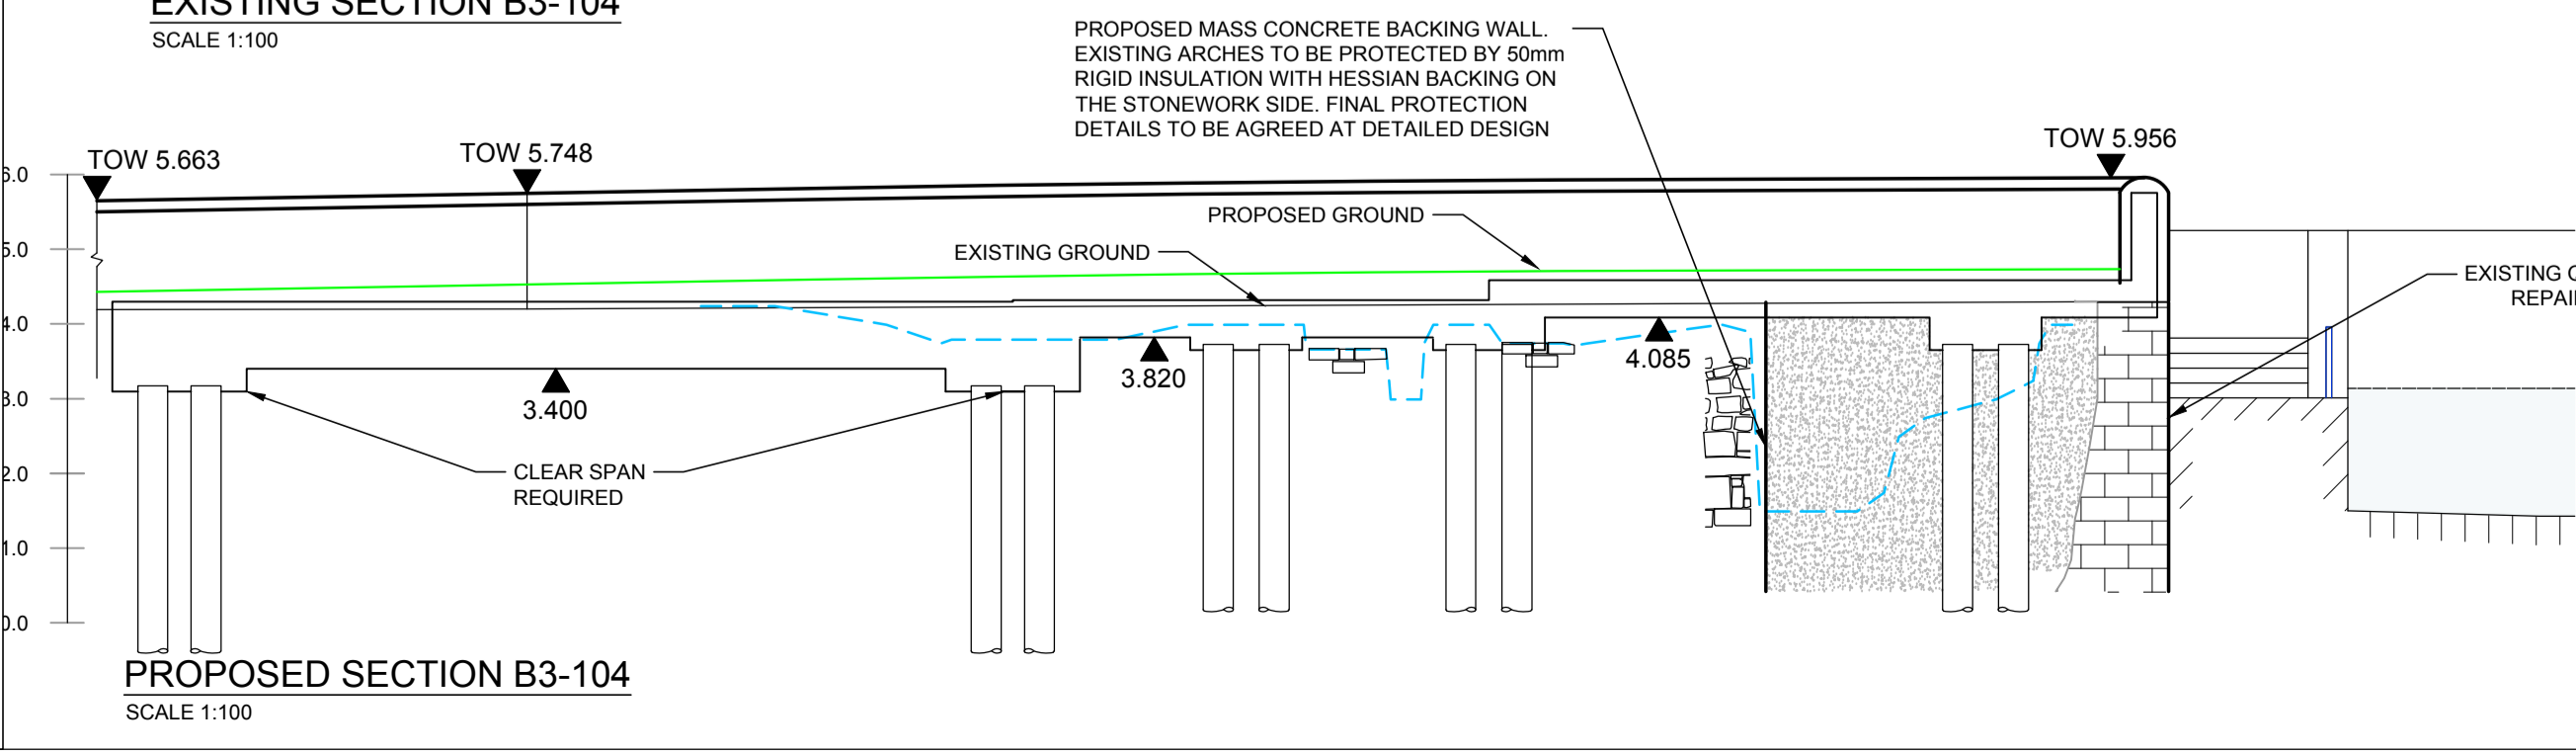 EXISTING SECTION B3-104
SCALE 1:100
PROPOSED MASS CONCRETE BACKING WALL.
EXISTING ARCHES TO BE PROTECTED BY 50mm
RIGID INSULATION WITH HESSIAN BACKING ON
THE STONEWORK SIDE. FINAL PROTECTION
DETAILS TO BE AGREED AT DETAILED DESIGN
TOW 5.663
TOW 5.748
TOW 5.956
6.0
5.0
4.0
3.0
2.0
1.0
0.0
PROPOSED GROUND
EXISTING GROUND
EXISTING
3.400
3.820
4.085
CLEAR SPAN
REQUIRED
PROPOSED SECTION B3-104
SCALE 1:100